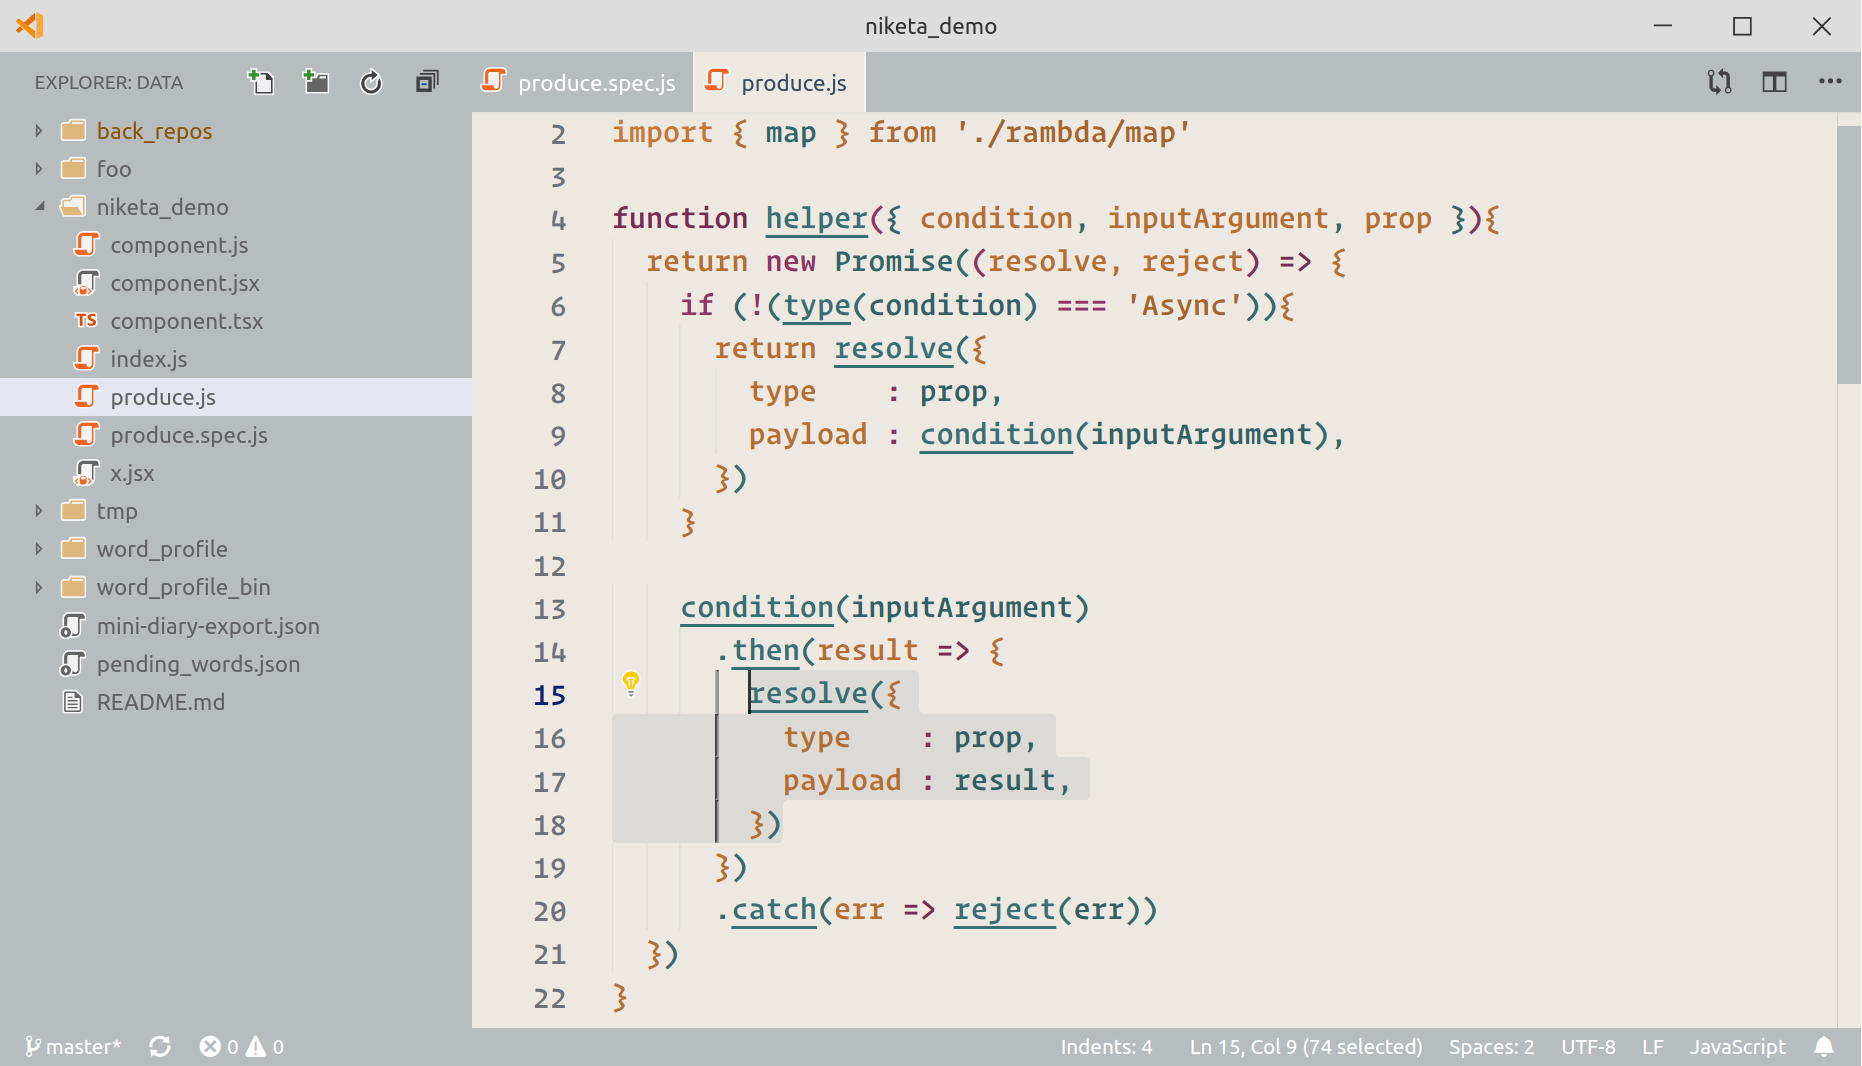 niketa_demo
EXPLORER: DATA
produce.spec.js
produce.js
back_repos
foo
niketa_demo
component.js
component.jsx
TS component.tsx
index.js
produce.js
produce.spec.js
x.jsx
tmp
word_profile
word_profile_bin
mini-diary-export.json
pending_words.json
README.md
2 import { map } from './rambda/map'
3
4 function helper({ condition, inputArgument, prop }){
5   return new Promise((resolve, reject) => {
6     if (!(type(condition) === 'Async')){
7       return resolve({
8         type    : prop,
9         payload : condition(inputArgument),
10       })
11     }
12
13     condition(inputArgument)
14       .then(result => {
15         resolve({
16           type    : prop,
17           payload : result,
18         })
19       })
20       .catch(err => reject(err))
21   })
22 }
master* 0 0 Indents: 4 Ln 15, Col 9 (74 selected) Spaces: 2 UTF-8 LF JavaScript